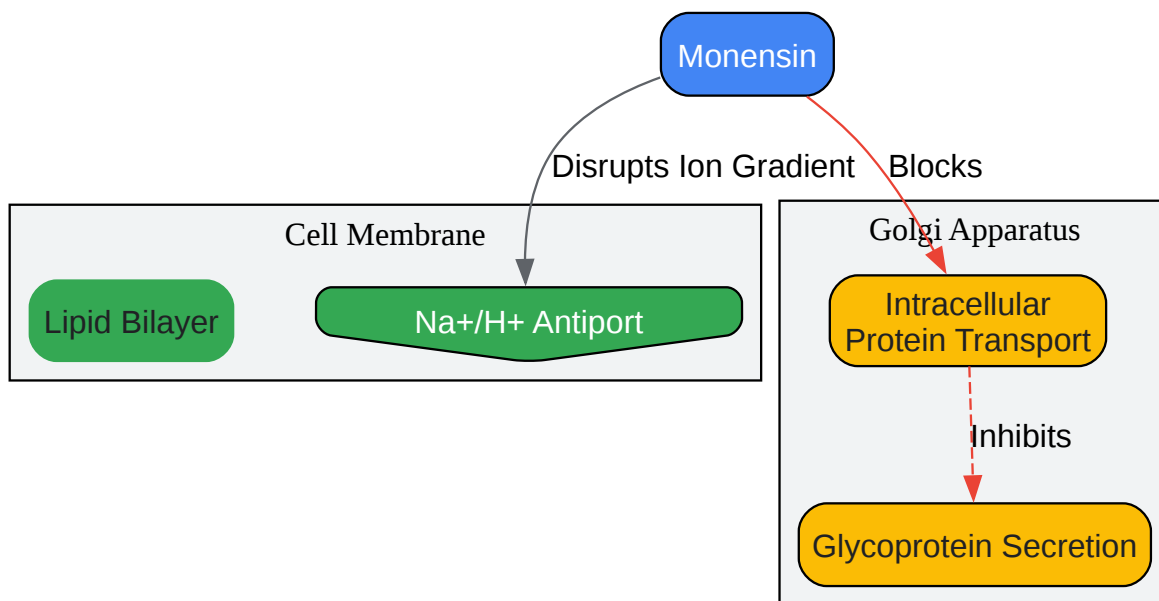 Monensin
Disrupts Ion Gradient
Blocks
Cell Membrane
Golgi Apparatus
Lipid Bilayer
Na+/H+ Antiport
Intracellular
Protein Transport
Inhibits
Glycoprotein Secretion